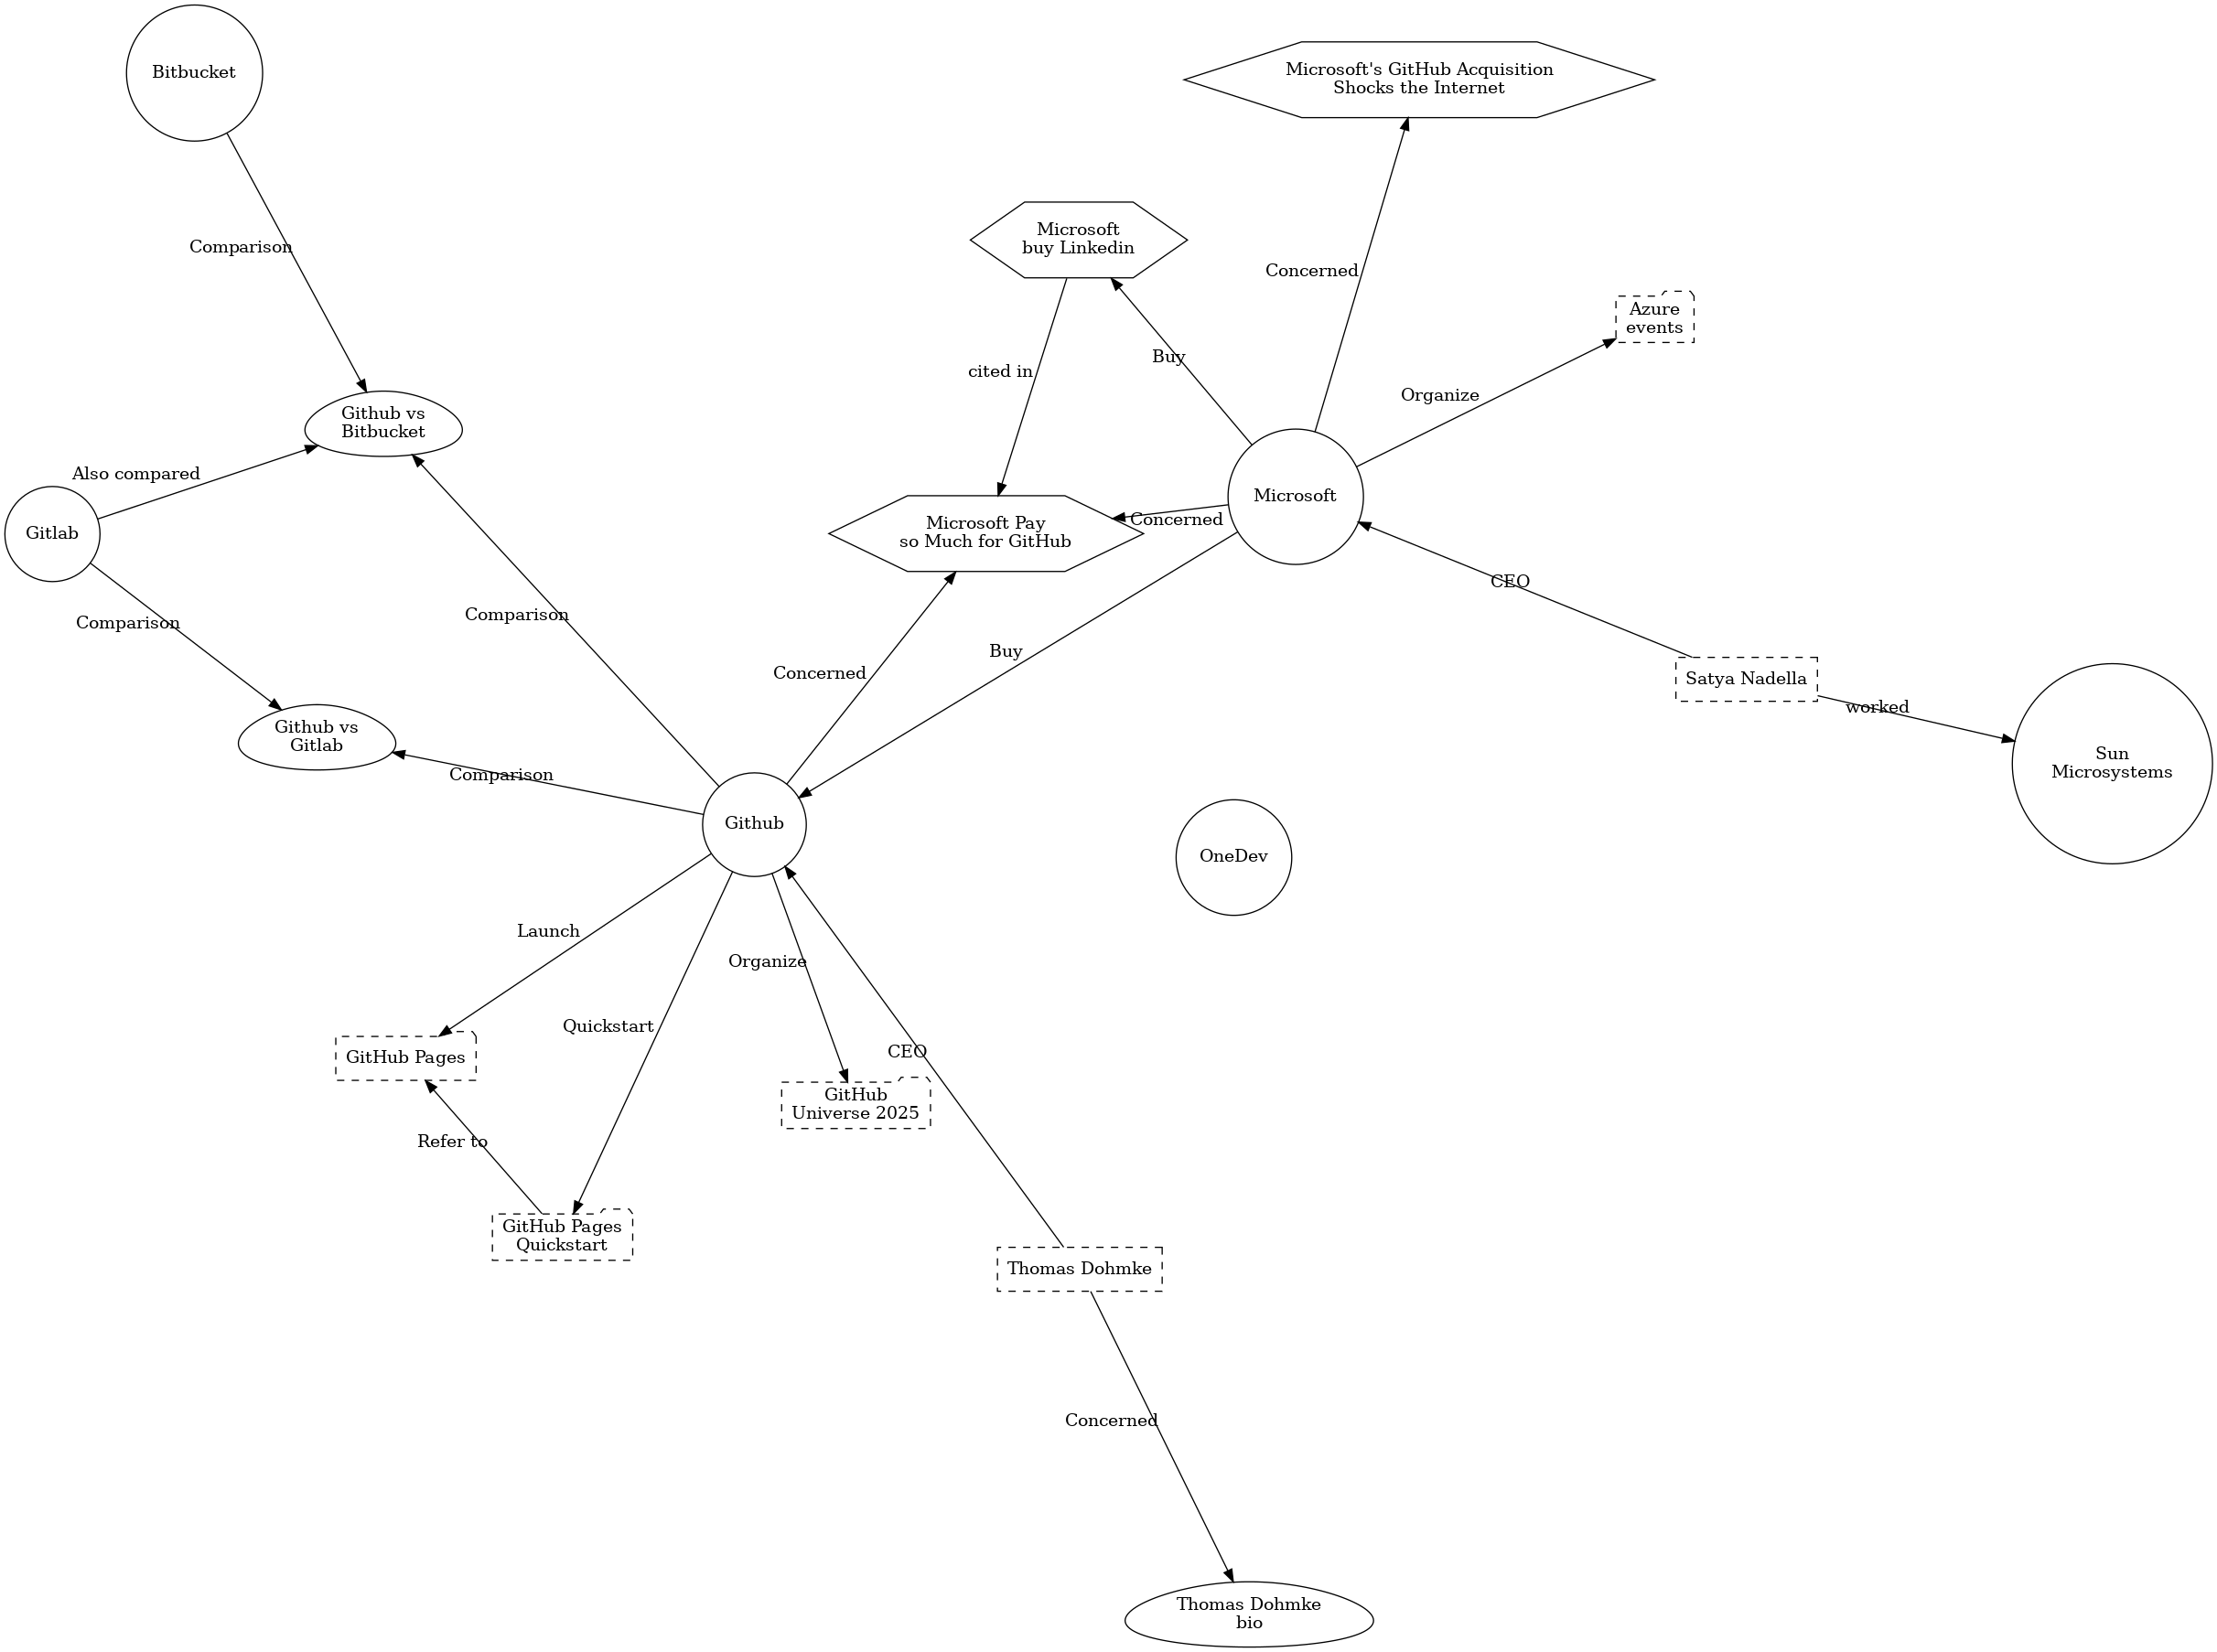 Bitbucket
Microsoft's GitHub Acquisition
Shocks the Internet
Microsoft
buy Linkedin
Comparison
Concerned
Azure
events
Buy
cited in
Organize
Github vs
Bitbucket
Also compared
Microsoft
Gitlab
Microsoft Pay
so Much for GitHub
Concerned
CEO
Comparison
Comparison
Buy
Concerned
Satya Nadella
worked
Github vs
Gitlab
Comparison
Sun
Microsystems
Github
OneDev
Launch
Organize
Quickstart
CEO
GitHub Pages
GitHub
Universe 2025
Refer to
GitHub Pages
Quickstart
Thomas Dohmke
Concerned
Thomas Dohmke
bio